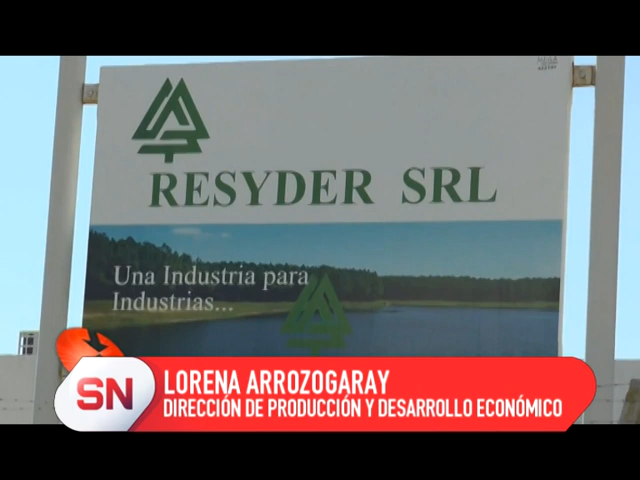 RESYDER SRL
Una Industria para
Industrias...
SN
LORENA ARROZOGARAY
DIRECCIÓN DE PRODUCCIÓN Y DESARROLLO ECONÓMICO